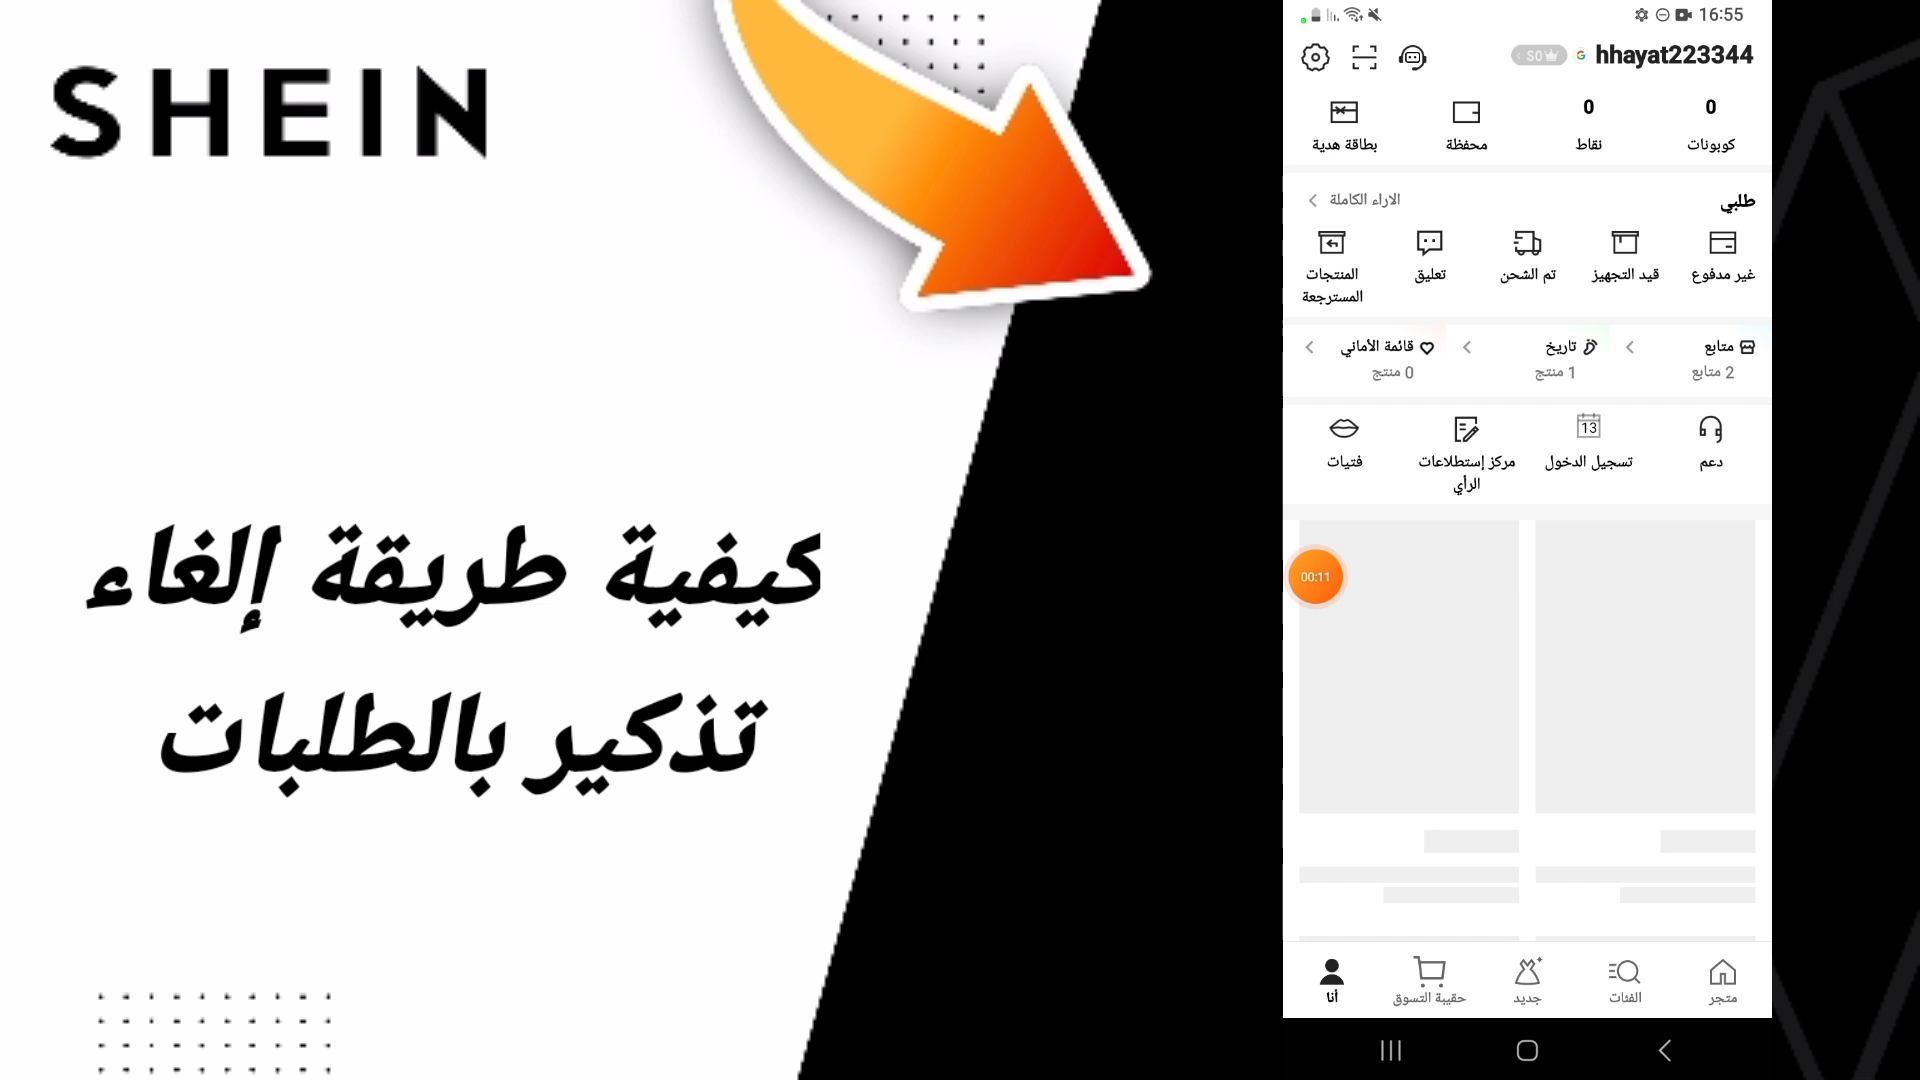 SHEIN
كيفية طريقة إلغاء
تذكير بالطلبات
16:55
hhayat223344
S0
0
0
كوبونات
نقاط
محفظة
بطاقة هدية
طلبي
الاراء الكاملة
غير مدفوع
قيد التجهيز
تم الشحن
تعليق
المنتجات
المسترجعة
متابع
تاريخ
قائمة الأماني
2 متابع
1 منتج
0 منتج
13
دعم
تسجيل الدخول
مركز إستطلاعات
الرأي
فتيات
00:11
متجر
الفئات
جديد
حقيبة التسوق
أنا